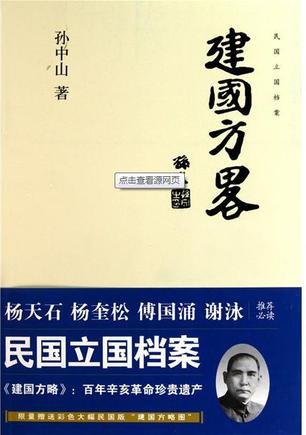 孙中山 著
民国立国档案
建國方畧
孫文
点击查看源网页
杨天石 杨奎松 傅国涌 谢泳 推荐必读
民国立国档案
《建国方略》：百年辛亥革命珍贵遗产
限量赠送彩色大幅民国版“建国方略图”